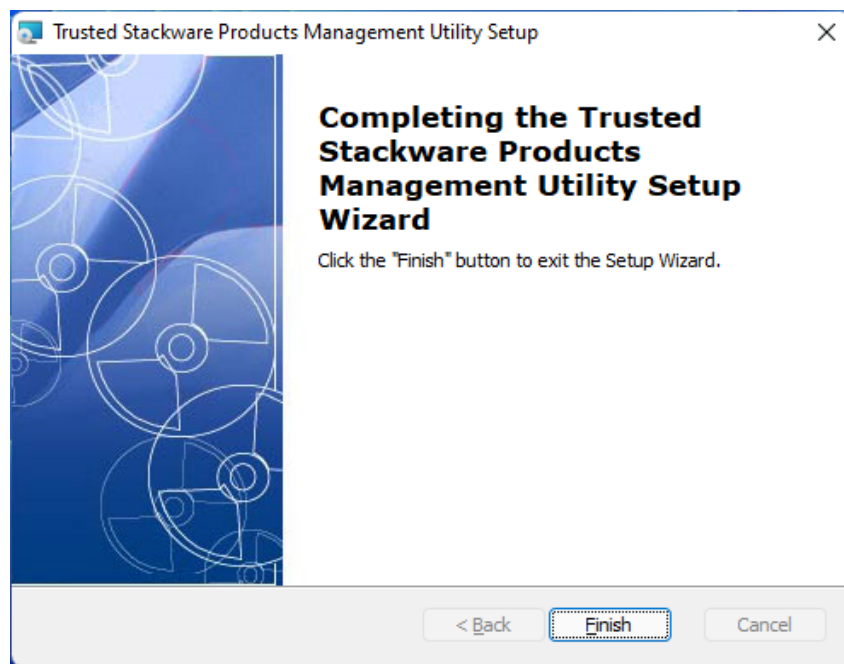 Trusted Stackware Products Management Utility Setup
Completing the Trusted
Stackware Products
Management Utility Setup
Wizard
Click the "Finish" button to exit the Setup Wizard.
< Back
Finish
Cancel